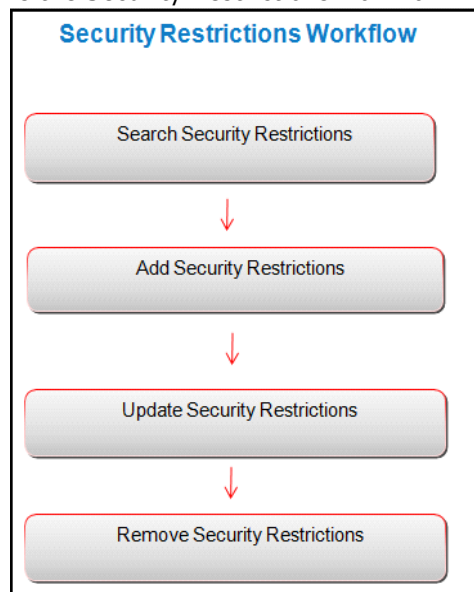 Security Restrictions Workflow
Search Security Restrictions
Add Security Restrictions
Update Security Restrictions
Remove Security Restrictions